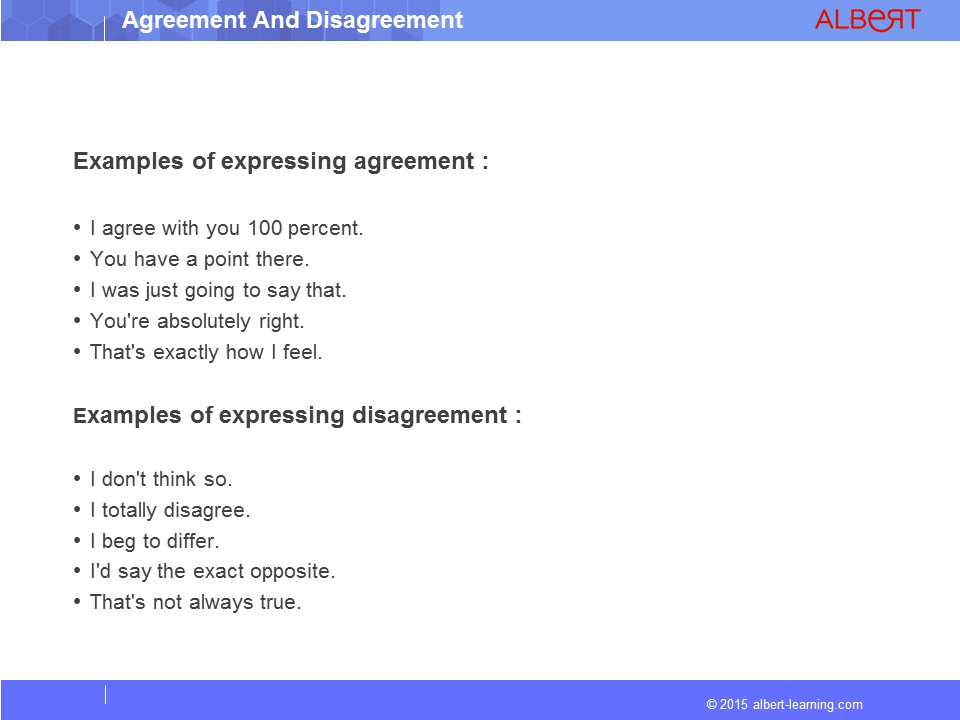 Agreement And Disagreement
ALBERT
Examples of expressing agreement :
• I agree with you 100 percent.
• You have a point there.
• I was just going to say that.
• You're absolutely right.
• That's exactly how I feel.
Examples of expressing disagreement :
• I don't think so.
• I totally disagree.
• I beg to differ.
• I'd say the exact opposite.
• That's not always true.
© 2015 albert-learning.com